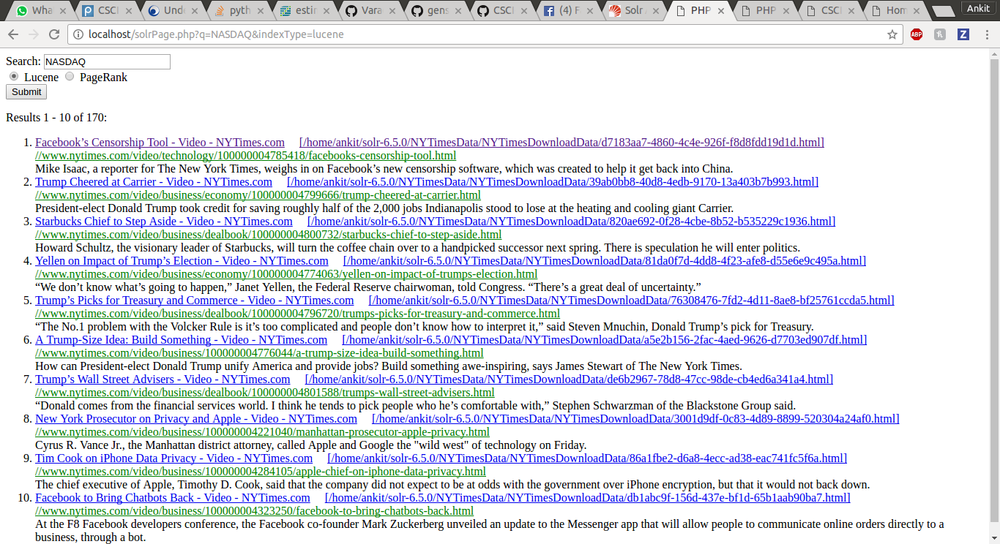 Wha CSCI Unde pyth estin Vara gens CSCI (4) F Solr PHP PHP CSCI Hom Ankit
localhost/solrPage.php?q=NASDAQ&indexType=lucene ABP Z
Search: NASDAQ
Lucene PageRank
Submit
Results 1 - 10 of 170:
1. Facebook’s Censorship Tool - Video - NYTimes.com [/home/ankit/solr-6.5.0/NYTimesData/NYTimesDownloadData/d7183aa7-4860-4c4e-926f-f8d8fdd19d1d.html]
//www.nytimes.com/video/technology/100000004785418/facebooks-censorship-tool.html
Mike Isaac, a reporter for The New York Times, weighs in on Facebook’s new censorship software, which was created to help it get back into China.
2. Trump Cheered at Carrier - Video - NYTimes.com [/home/ankit/solr-6.5.0/NYTimesData/NYTimesDownloadData/39ab0bb8-40d8-4edb-9170-13a403b7b993.html]
//www.nytimes.com/video/business/economy/100000004799666/trump-cheered-at-carrier.html
President-elect Donald Trump took credit for saving roughly half of the 2,000 jobs Indianapolis stood to lose at the heating and cooling giant Carrier.
3. Starbucks Chief to Step Aside - Video - NYTimes.com [/home/ankit/solr-6.5.0/NYTimesData/NYTimesDownloadData/820ae692-0f28-4cbe-8b52-b535229c1936.html]
//www.nytimes.com/video/business/dealbook/100000004800732/starbucks-chief-to-step-aside.html
Howard Schultz, the visionary leader of Starbucks, will turn the coffee chain over to a handpicked successor next spring. There is speculation he will enter politics.
4. Yellen on Impact of Trump’s Election - Video - NYTimes.com [/home/ankit/solr-6.5.0/NYTimesData/NYTimesDownloadData/81da0f7d-4dd8-4f23-afe8-d55e6e9c495a.html]
//www.nytimes.com/video/business/economy/100000004774063/yellen-on-impact-of-trumps-election.html
“We don’t know what’s going to happen,” Janet Yellen, the Federal Reserve chairwoman, told Congress. “There’s a great deal of uncertainty.”
5. Trump’s Picks for Treasury and Commerce - Video - NYTimes.com [/home/ankit/solr-6.5.0/NYTimesData/NYTimesDownloadData/76308476-7fd2-4d11-8ae8-bf25761ccda5.html]
//www.nytimes.com/video/business/dealbook/100000004796720/trumps-picks-for-treasury-and-commerce.html
“The No.1 problem with the Volcker Rule is it’s too complicated and people don’t know how to interpret it,” said Steven Mnuchin, Donald Trump’s pick for Treasury.
6. A Trump-Size Idea: Build Something - Video - NYTimes.com [/home/ankit/solr-6.5.0/NYTimesData/NYTimesDownloadData/a5e2b156-2fac-4aed-9626-d7703ed907df.html]
//www.nytimes.com/video/business/100000004776044/a-trump-size-idea-build-something.html
How can President-elect Donald Trump unify America and provide jobs? Build something awe-inspiring, says James Stewart of The New York Times.
7. Trump’s Wall Street Advisers - Video - NYTimes.com [/home/ankit/solr-6.5.0/NYTimesData/NYTimesDownloadData/de6b2967-78d8-47cc-98de-cb4ed6a341a4.html]
//www.nytimes.com/video/business/dealbook/100000004801588/trumps-wall-street-advisers.html
“Donald comes from the financial services world. I think he tends to pick people who he’s comfortable with,” Stephen Schwarzman of the Blackstone Group said.
8. New York Prosecutor on Privacy and Apple - Video - NYTimes.com [/home/ankit/solr-6.5.0/NYTimesData/NYTimesDownloadData/3001d9df-0c83-4d89-8899-520304a24af0.html]
//www.nytimes.com/video/business/100000004221040/manhattan-prosecutor-apple-privacy.html
Cyrus R. Vance Jr., the Manhattan district attorney, called Apple and Google the "wild west" of technology on Friday.
9. Tim Cook on iPhone Data Privacy - Video - NYTimes.com [/home/ankit/solr-6.5.0/NYTimesData/NYTimesDownloadData/86a1fbe2-d6a8-4ecc-ad38-eac741fc5f6a.html]
//www.nytimes.com/video/business/100000004284105/apple-chief-on-iphone-data-privacy.html
The chief executive of Apple, Timothy D. Cook, said that the company did not expect to be at odds with the government over iPhone encryption, but that it would not back down.
10. Facebook to Bring Chatbots Back - Video - NYTimes.com [/home/ankit/solr-6.5.0/NYTimesData/NYTimesDownloadData/db1abc9f-156d-437e-bf1d-65b1aab90ba7.html]
//www.nytimes.com/video/business/100000004323250/facebook-to-bring-chatbots-back.html
At the F8 Facebook developers conference, the Facebook co-founder Mark Zuckerberg unveiled an update to the Messenger app that will allow people to communicate online orders directly to a
business, through a bot.